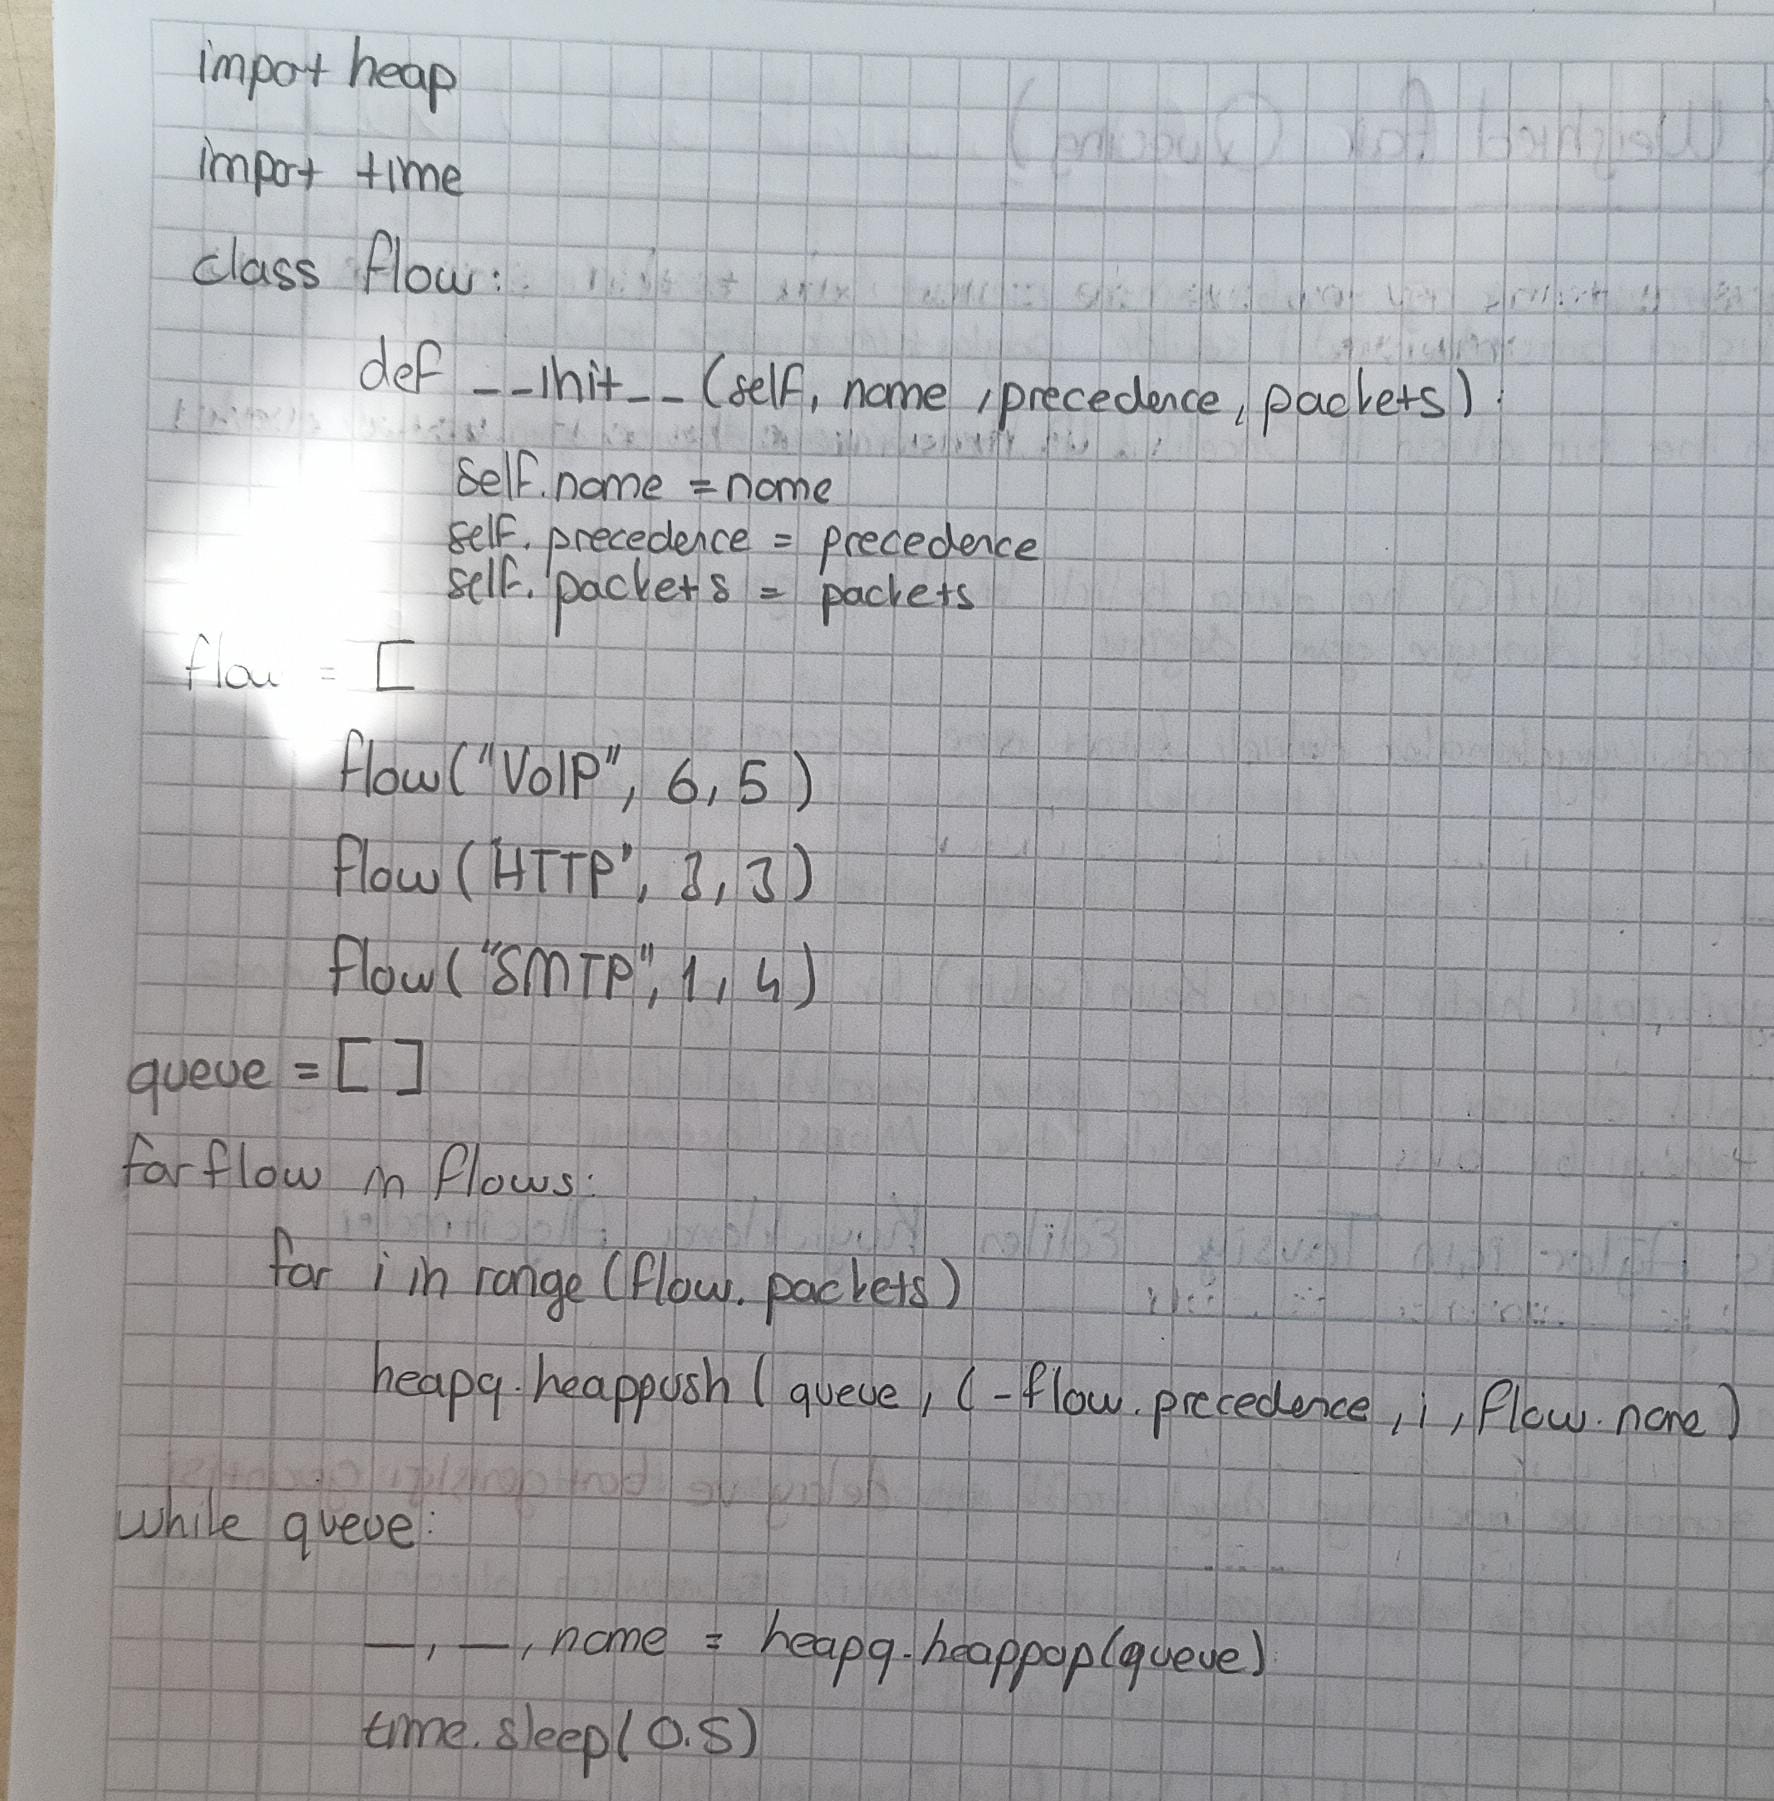 import heap
import time
class flow:
def __init__(self, name, precedence, packets):
self.name = name
self.precedence = precedence
self.packets = packets
flow = [
flow("VoIP", 6, 5)
flow("HTTP", 3, 3)
flow("SMTP", 1, 4)
queue = [ ]
for flow in flows:
for i in range (flow.packets)
heapq.heappush (queue, (-flow.precedence, i, flow.name)
while queue:
_, _, name = heapq.heappop(queue)
time.sleep(0.5)